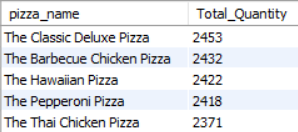 pizza_name Total_Quantity
The Classic Deluxe Pizza 2453
The Barbecue Chicken Pizza 2432
The Hawaiian Pizza 2422
The Pepperoni Pizza 2418
The Thai Chicken Pizza 2371